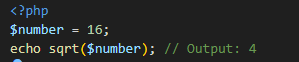 <?php
$number = 16;
echo sqrt($number); // Output: 4